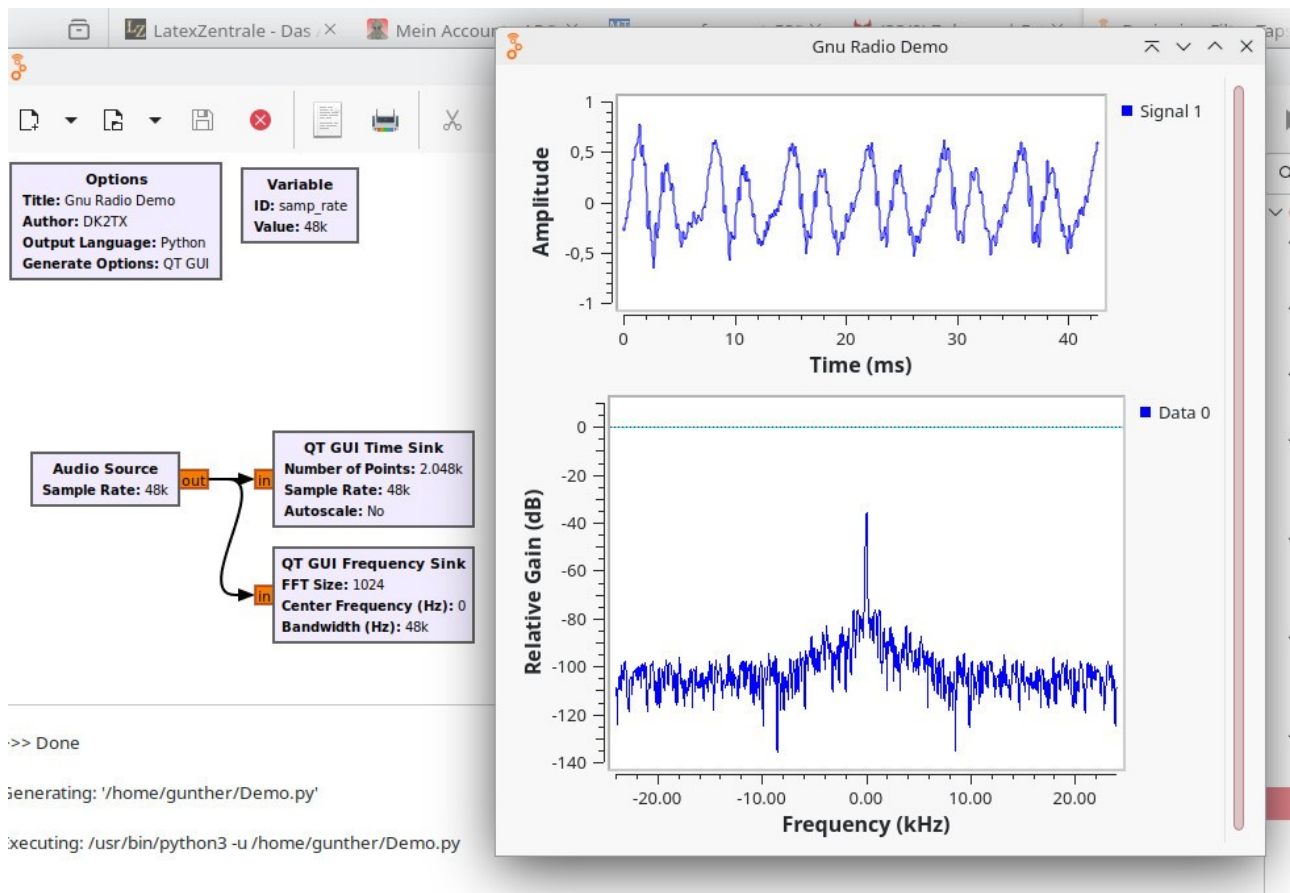 LatexZentrale - Das
Mein Accou
Gnu Radio Demo
Options
Title: Gnu Radio Demo
Author: DK2TX
Output Language: Python
Generate Options: QT GUI
Variable
ID: samp_rate
Value: 48k
Audio Source
Sample Rate: 48k
out
in
QT GUI Time Sink
Number of Points: 2.048k
Sample Rate: 48k
Autoscale: No
in
QT GUI Frequency Sink
FFT Size: 1024
Center Frequency (Hz): 0
Bandwidth (Hz): 48k
>>> Done
Generating: '/home/gunther/Demo.py'
Executing: /usr/bin/python3 -u /home/gunther/Demo.py
Amplitude
1
0,5
0
-0,5
-1
0 10 20 30 40
Time (ms)
Signal 1
Relative Gain (dB)
0
-20
-40
-60
-80
-100
-120
-140
-20.00 -10.00 0.00 10.00 20.00
Frequency (kHz)
Data 0